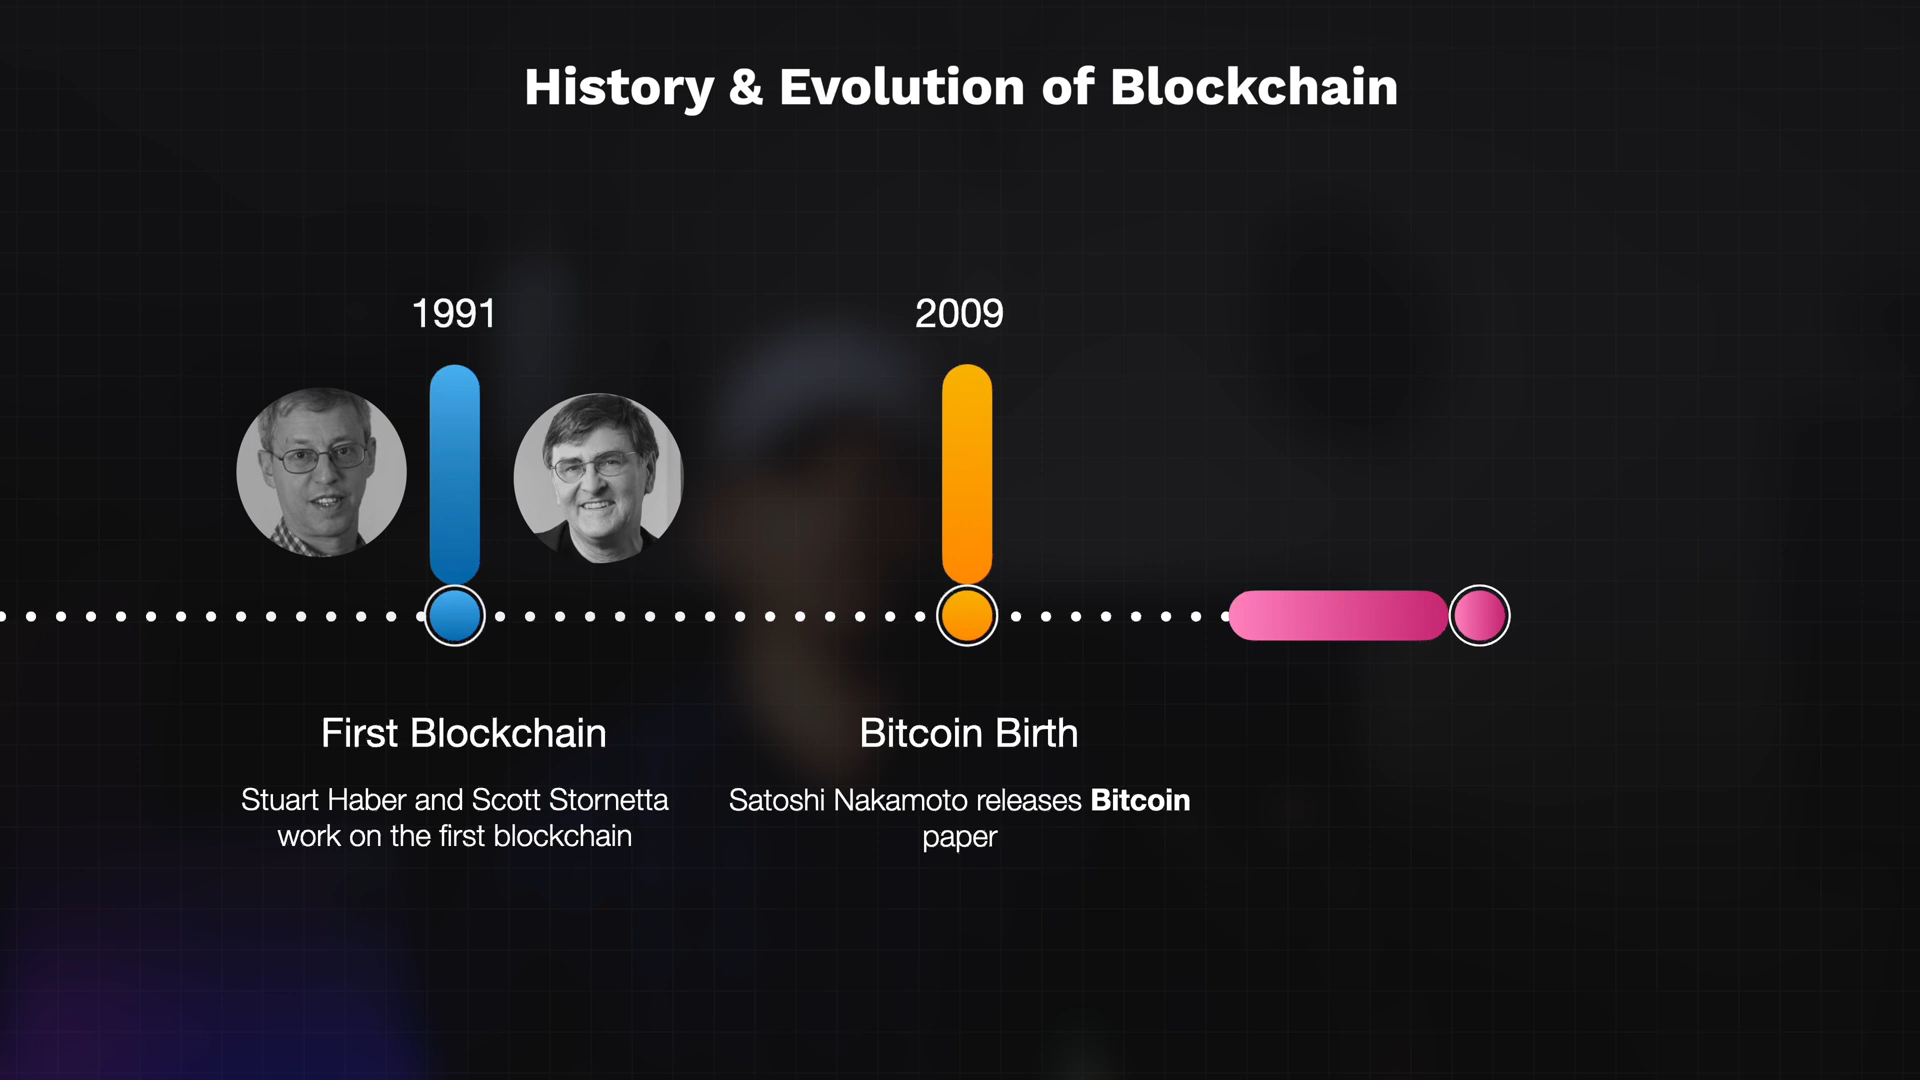 History & Evolution of Blockchain
1991
2009
First Blockchain
Bitcoin Birth
Stuart Haber and Scott Stornetta
work on the first blockchain
Satoshi Nakamoto releases Bitcoin
paper